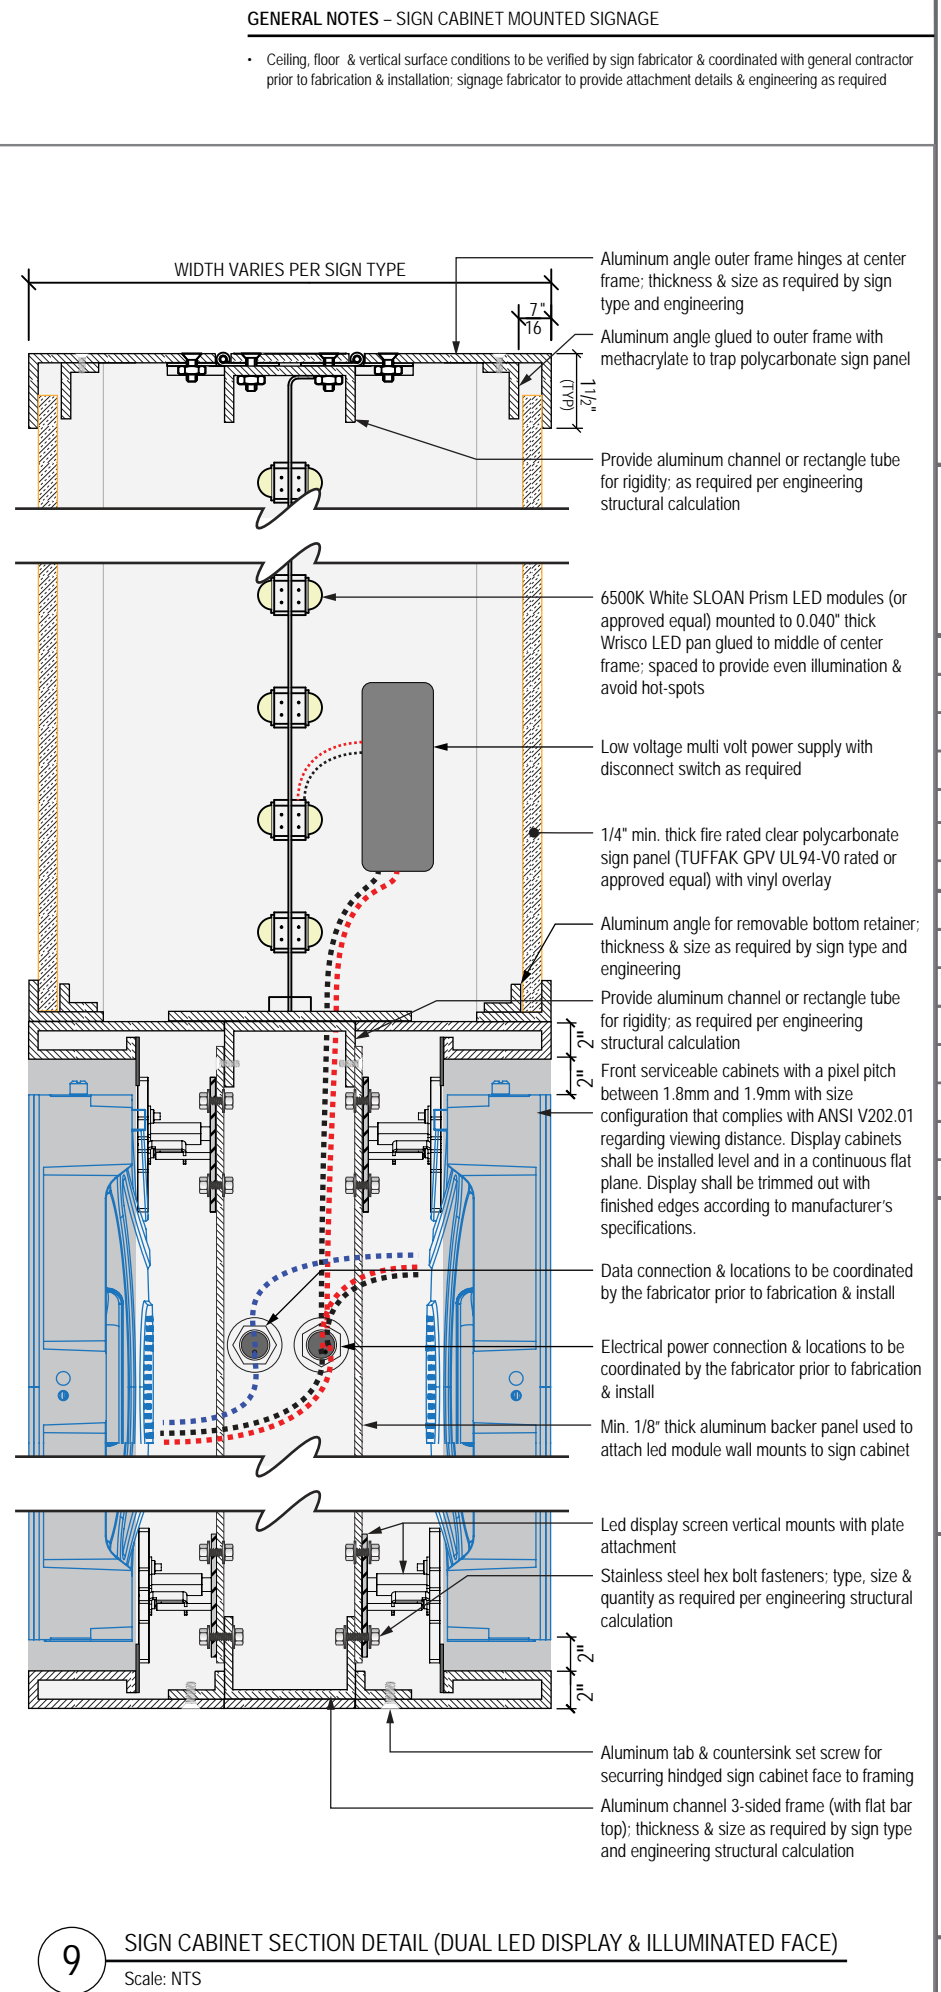 GENERAL NOTES – SIGN CABINET MOUNTED SIGNAGE
• Ceiling, floor & vertical surface conditions to be verified by sign fabricator & coordinated with general contractor
prior to fabrication & installation; signage fabricator to provide attachment details & engineering as required
WIDTH VARIES PER SIGN TYPE
7"
16
1 1/2"
(TYP)
Aluminum angle outer frame hinges at center
frame; thickness & size as required by sign
type and engineering
Aluminum angle glued to outer frame with
methacrylate to trap polycarbonate sign panel
Provide aluminum channel or rectangle tube
for rigidity; as required per engineering
structural calculation
6500K White SLOAN Prism LED modules (or
approved equal) mounted to 0.040" thick
Wrisco LED pan glued to middle of center
frame; spaced to provide even illumination &
avoid hot-spots
Low voltage multi volt power supply with
disconnect switch as required
1/4" min. thick fire rated clear polycarbonate
sign panel (TUFFAK GPV UL94-V0 rated or
approved equal) with vinyl overlay
Aluminum angle for removable bottom retainer;
thickness & size as required by sign type and
engineering
Provide aluminum channel or rectangle tube
for rigidity; as required per engineering
structural calculation
2"
2"
Front serviceable cabinets with a pixel pitch
between 1.8mm and 1.9mm with size
configuration that complies with ANSI V202.01
regarding viewing distance. Display cabinets
shall be installed level and in a continuous flat
plane. Display shall be trimmed out with
finished edges according to manufacturer's
specifications.
Data connection & locations to be coordinated
by the fabricator prior to fabrication & install
Electrical power connection & locations to be
coordinated by the fabricator prior to fabrication
& install
Min. 1/8" thick aluminum backer panel used to
attach led module wall mounts to sign cabinet
Led display screen vertical mounts with plate
attachment
Stainless steel hex bolt fasteners; type, size &
quantity as required per engineering structural
calculation
2"
2"
Aluminum tab & countersink set screw for
securring hindged sign cabinet face to framing
Aluminum channel 3-sided frame (with flat bar
top); thickness & size as required by sign type
and engineering structural calculation
9
SIGN CABINET SECTION DETAIL (DUAL LED DISPLAY & ILLUMINATED FACE)
Scale: NTS